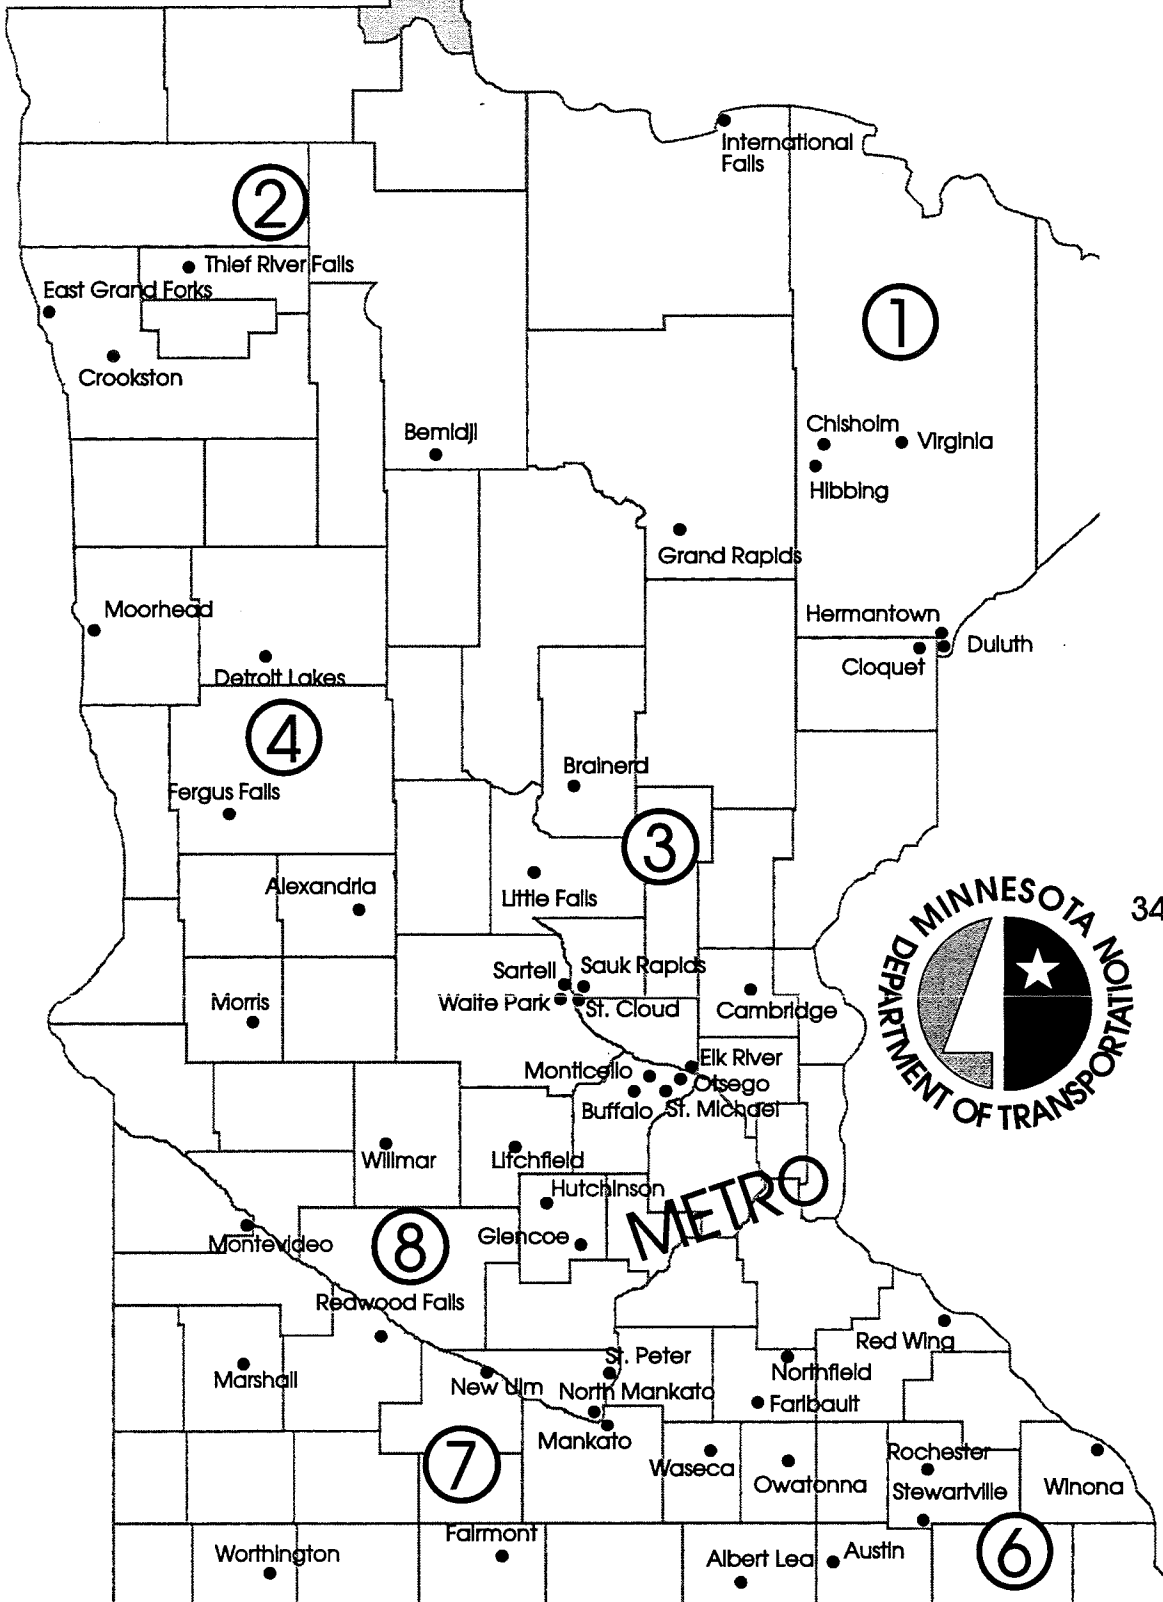 International
Falls
2
Thief River Falls
East Grand Forks
1
Crookston
Chisholm
Virginia
Bemidji
Hibbing
Grand Rapids
Moorhead
Hermantown
Duluth
Cloquet
Detroit Lakes
4
Brainerd
Fergus Falls
3
Alexandria
Little Falls
MINNESOTA
DEPARTMENT OF TRANSPORTATION
34
Sartell
Sauk Rapids
Morris
Waite Park
St. Cloud
Cambridge
Elk River
Monticello
Otsego
Buffalo
St. Michael
Willmar
Litchfield
Hutchinson
METRO
Glencoe
Montevideo
8
Redwood Falls
Red Wing
St. Peter
Northfield
Marshall
New Ulm
North Mankato
Faribault
Mankato
7
Waseca
Rochester
Owatonna
Stewartville
Winona
Fairmont
6
Worthington
Albert Lea
Austin